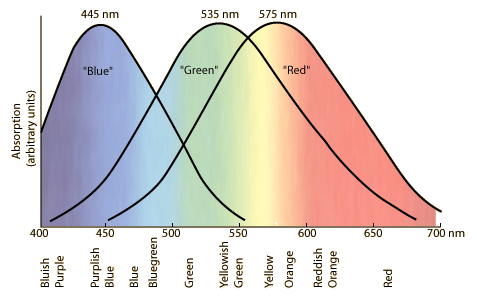 445 nm
535 nm
575 nm
"Blue"
"Green"
"Red"
Absorption
(arbitrary units)
400
450
500
550
600
650
700 nm
Bluish
Purple
Purplish
Blue
Blue
Bluegreen
Green
Yellowish
Green
Yellow
Orange
Reddish
Orange
Red